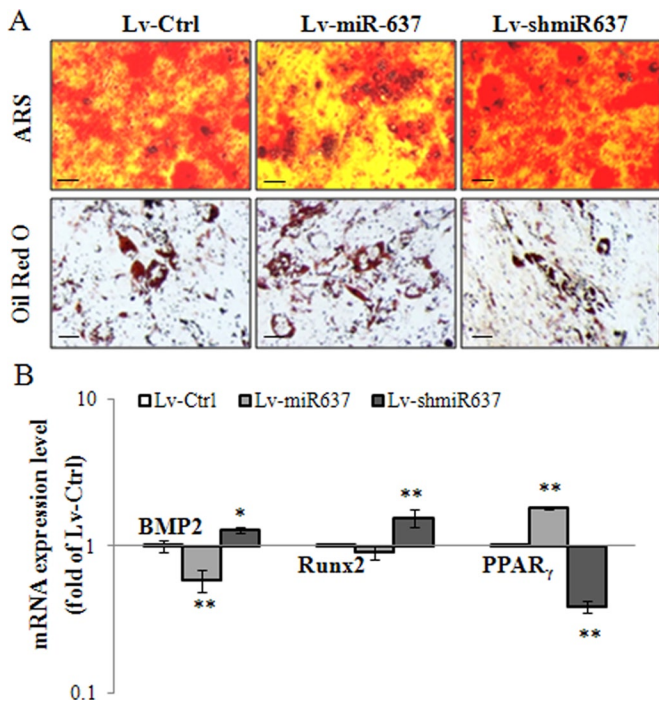 A
Lv-Ctrl
Lv-miR-637
Lv-shmiR637
ARS
Oil Red O
B
Lv-Ctrl
Lv-miR637
Lv-shmiR637
mRNA expression level
(fold of Lv-Ctrl)
10
1
0.1
BMP2
**
*
Runx2
**
PPARγ
**
**